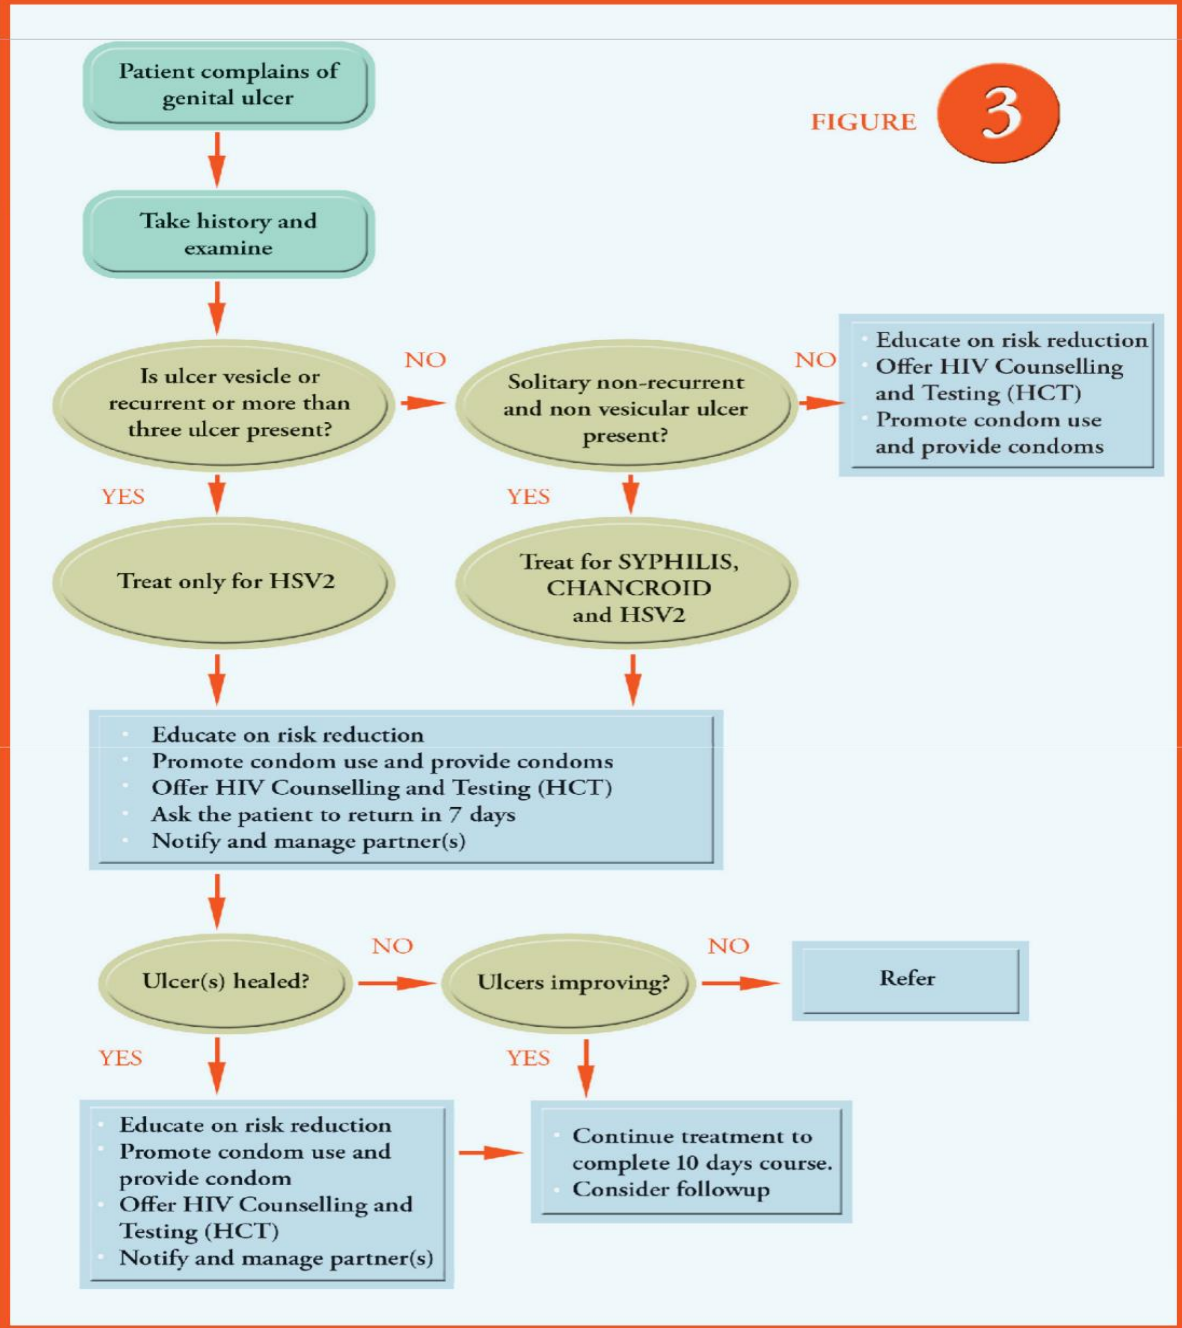 Patient complains of
genital ulcer
FIGURE 3
Take history and
examine
Is ulcer vesicle or
recurrent or more than
three ulcer present?
NO
Solitary non-recurrent
and non vesicular ulcer
present?
NO
Educate on risk reduction
Offer HIV Counselling
and Testing (HCT)
Promote condom use
and provide condoms
YES
YES
Treat only for HSV2
Treat for SYPHILIS,
CHANCROID
and HSV2
Educate on risk reduction
Promote condom use and provide condoms
Offer HIV Counselling and Testing (HCT)
Ask the patient to return in 7 days
Notify and manage partner(s)
Ulcer(s) healed?
NO
Ulcers improving?
NO
Refer
YES
YES
Educate on risk reduction
Promote condom use and
provide condom
Offer HIV Counselling and
Testing (HCT)
Notify and manage partner(s)
Continue treatment to
complete 10 days course.
Consider followup